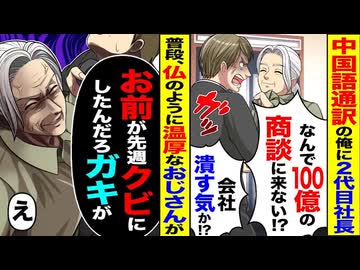 中国語通訳の俺に2代目社長
なんで100億の
商談に来ない!?
会社
潰す気か!?
ガッ
普段、仏のように温厚なおじさんが
お前が先週クビに
したんだろガキが
え